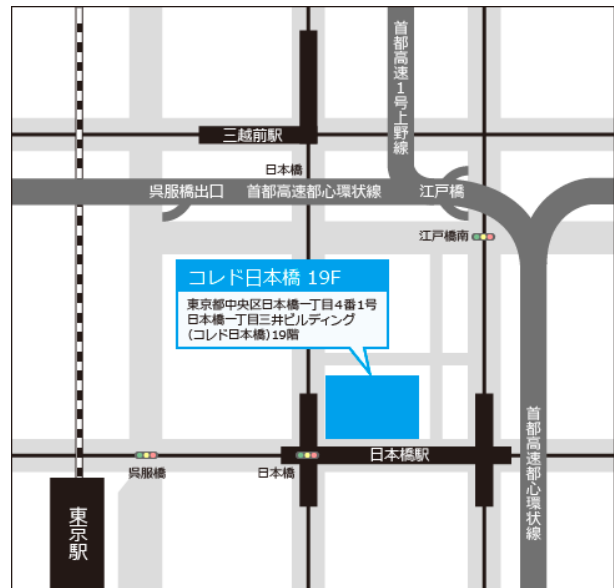 首都高速1号上野線
三越前駅
日本橋
呉服橋出口
首都高速都心環状線
江戸橋
江戸橋南
コレド日本橋 19F
東京都中央区日本橋一丁目4番1号
日本橋一丁目三井ビルディング
(コレド日本橋)19階
日本橋駅
呉服橋
日本橋
首都高速都心環状線
東京駅